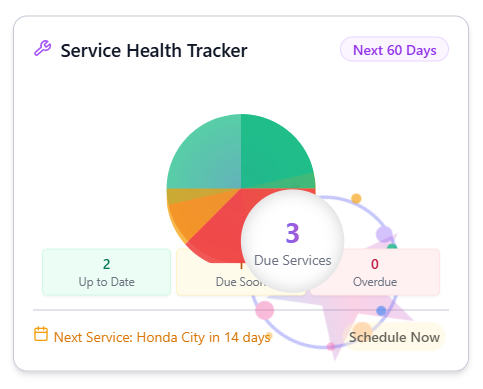 Service Health Tracker
Next 60 Days
3
Due Services
2
Up to Date
1
Due Soon
0
Overdue
Next Service: Honda City in 14 days
Schedule Now